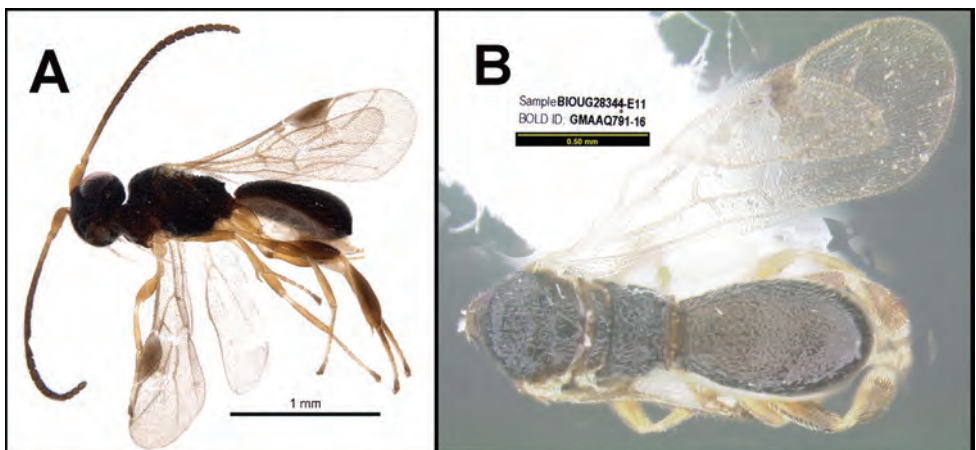 A
1 mm
B
Sample BIOUG28344-E11
BOLD ID: GMAAQ791-16
0.50 mm